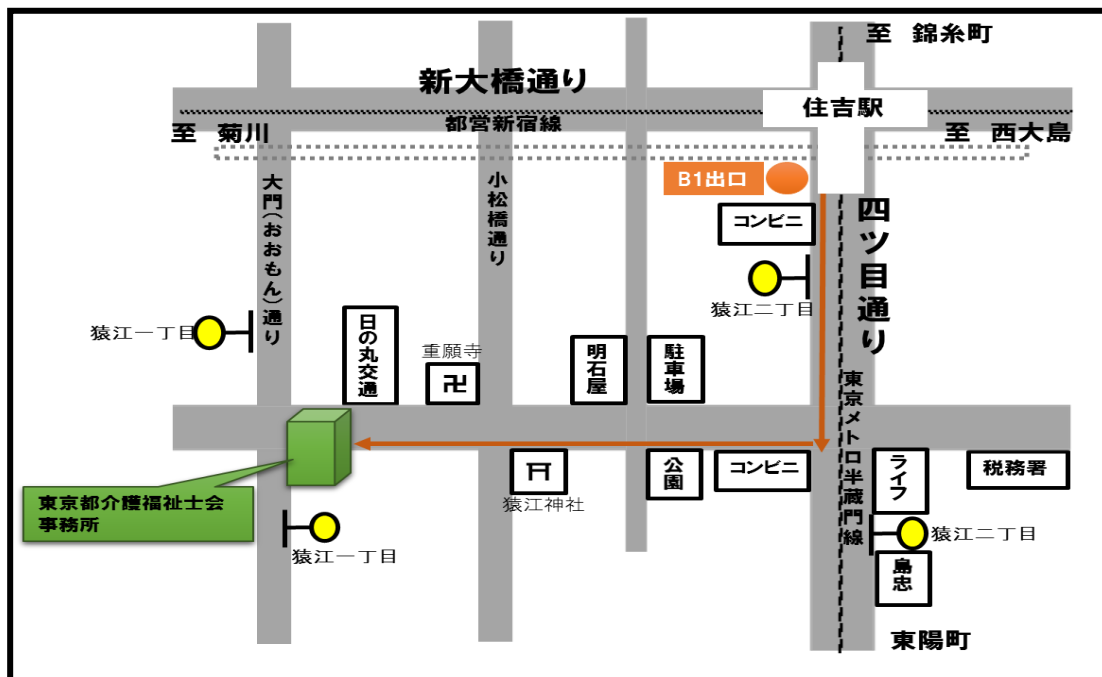 至 錦糸町
新大橋通り
住吉駅
都営新宿線
至 菊川
至 西大島
B1出口
大門（おおもん）通り
小松橋通り
コンビニ
四ツ目通り
猿江二丁目
猿江一丁目
日の丸交通
重願寺
卍
明石屋
駐車場
東京メトロ半蔵門線
東京都介護福祉士会
事務所
猿江神社
公園
コンビニ
ライフ
税務署
猿江一丁目
猿江二丁目
島忠
東陽町